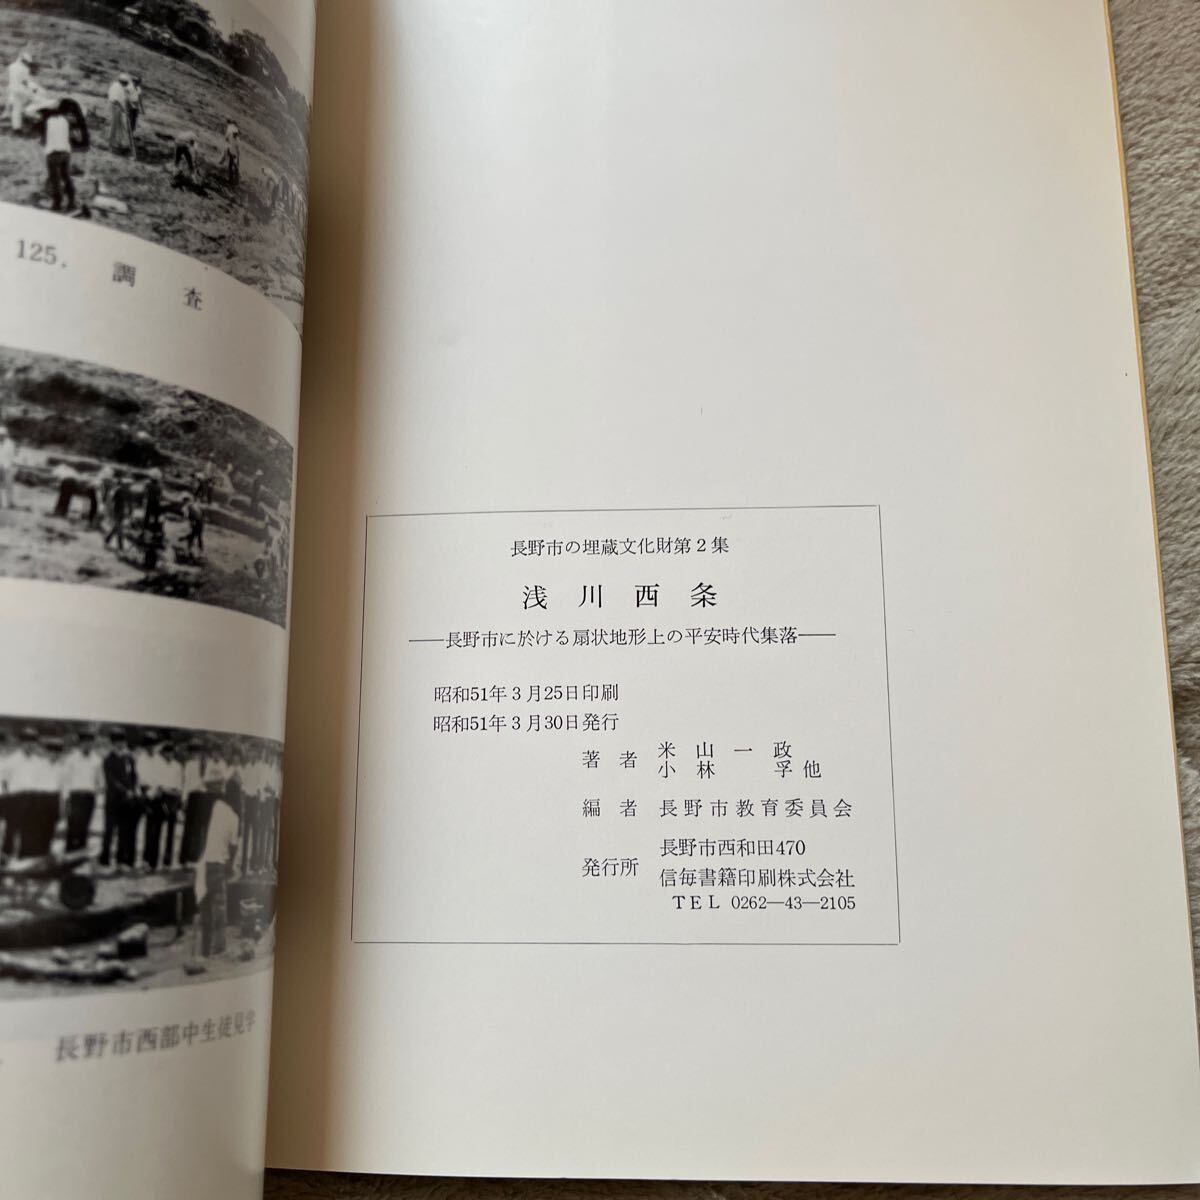 125. 調査
長野市西部中生徒見学
長野市の埋蔵文化財第2集
浅川西条
——長野市に於ける扇状地形上の平安時代集落——
昭和51年3月25日印刷
昭和51年3月30日発行
著者 米山一政
小林 孚他
編者 長野市教育委員会
長野市西和田470
発行所 信毎書籍印刷株式会社
TEL 0262―43―2105